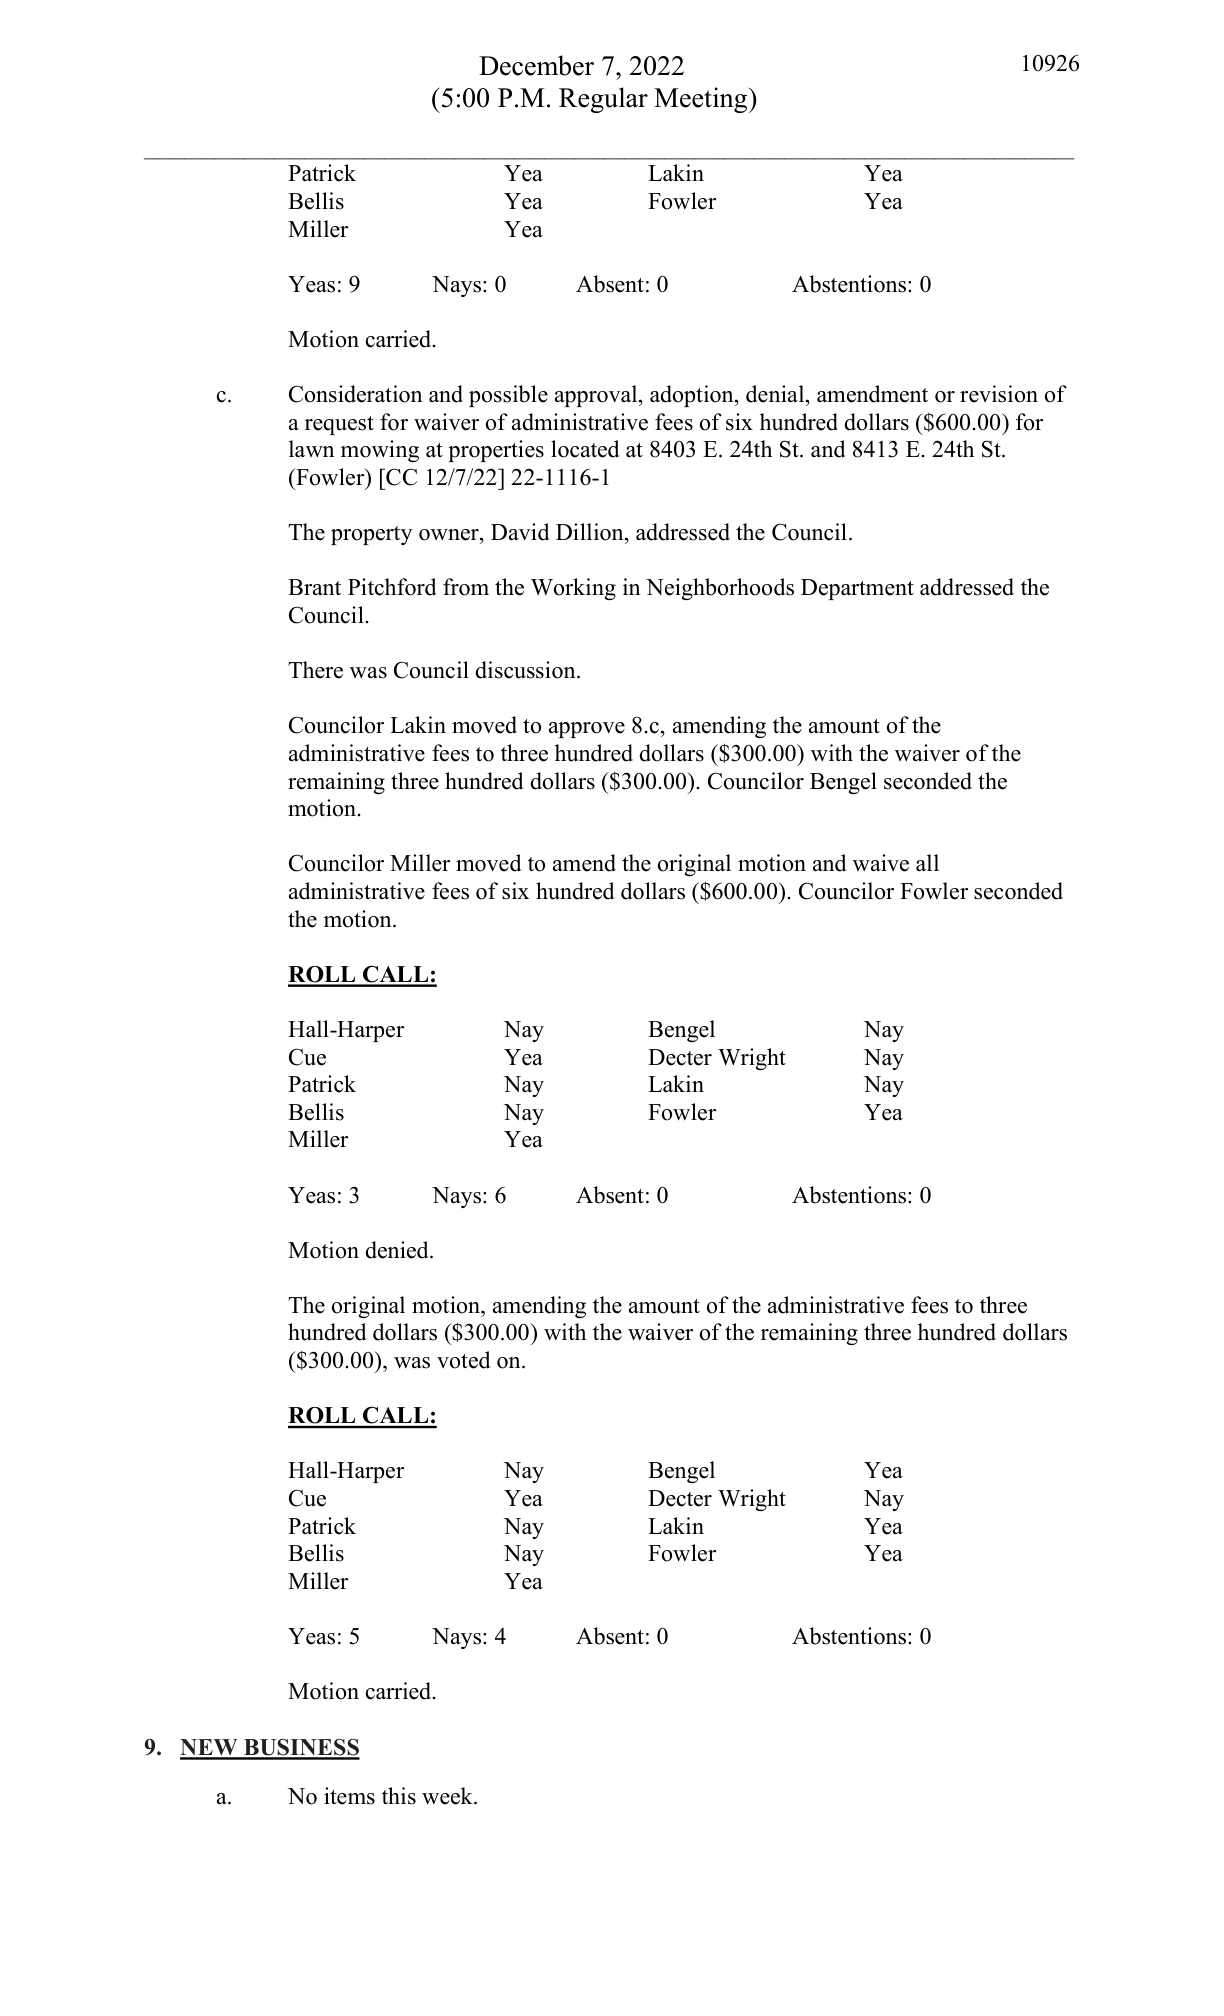 December 7, 2022 10926
(5:00 P.M. Regular Meeting)
Patrick Yea Lakin Yea
Bellis Yea Fowler Yea
Miller Yea
Yeas: 9 Nays: 0 Absent: 0 Abstentions: 0
Motion carried.
c. Consideration and possible approval, adoption, denial, amendment or revision of
a request for waiver of administrative fees of six hundred dollars ($600.00) for
lawn mowing at properties located at 8403 E. 24th St. and 8413 E. 24th St.
(Fowler) [CC 12/7/22] 22-1116-1
The property owner, David Dillion, addressed the Council.
Brant Pitchford from the Working in Neighborhoods Department addressed the
Council.
There was Council discussion.
Councilor Lakin moved to approve 8.c, amending the amount of the
administrative fees to three hundred dollars ($300.00) with the waiver of the
remaining three hundred dollars ($300.00). Councilor Bengel seconded the
motion.
Councilor Miller moved to amend the original motion and waive all
administrative fees of six hundred dollars ($600.00). Councilor Fowler seconded
the motion.
ROLL CALL:
Hall-Harper Nay Bengel Nay
Cue Yea Decter Wright Nay
Patrick Nay Lakin Nay
Bellis Nay Fowler Yea
Miller Yea
Yeas: 3 Nays: 6 Absent: 0 Abstentions: 0
Motion denied.
The original motion, amending the amount of the administrative fees to three
hundred dollars ($300.00) with the waiver of the remaining three hundred dollars
($300.00), was voted on.
ROLL CALL:
Hall-Harper Nay Bengel Yea
Cue Yea Decter Wright Nay
Patrick Nay Lakin Yea
Bellis Nay Fowler Yea
Miller Yea
Yeas: 5 Nays: 4 Absent: 0 Abstentions: 0
Motion carried.
9. NEW BUSINESS
a. No items this week.